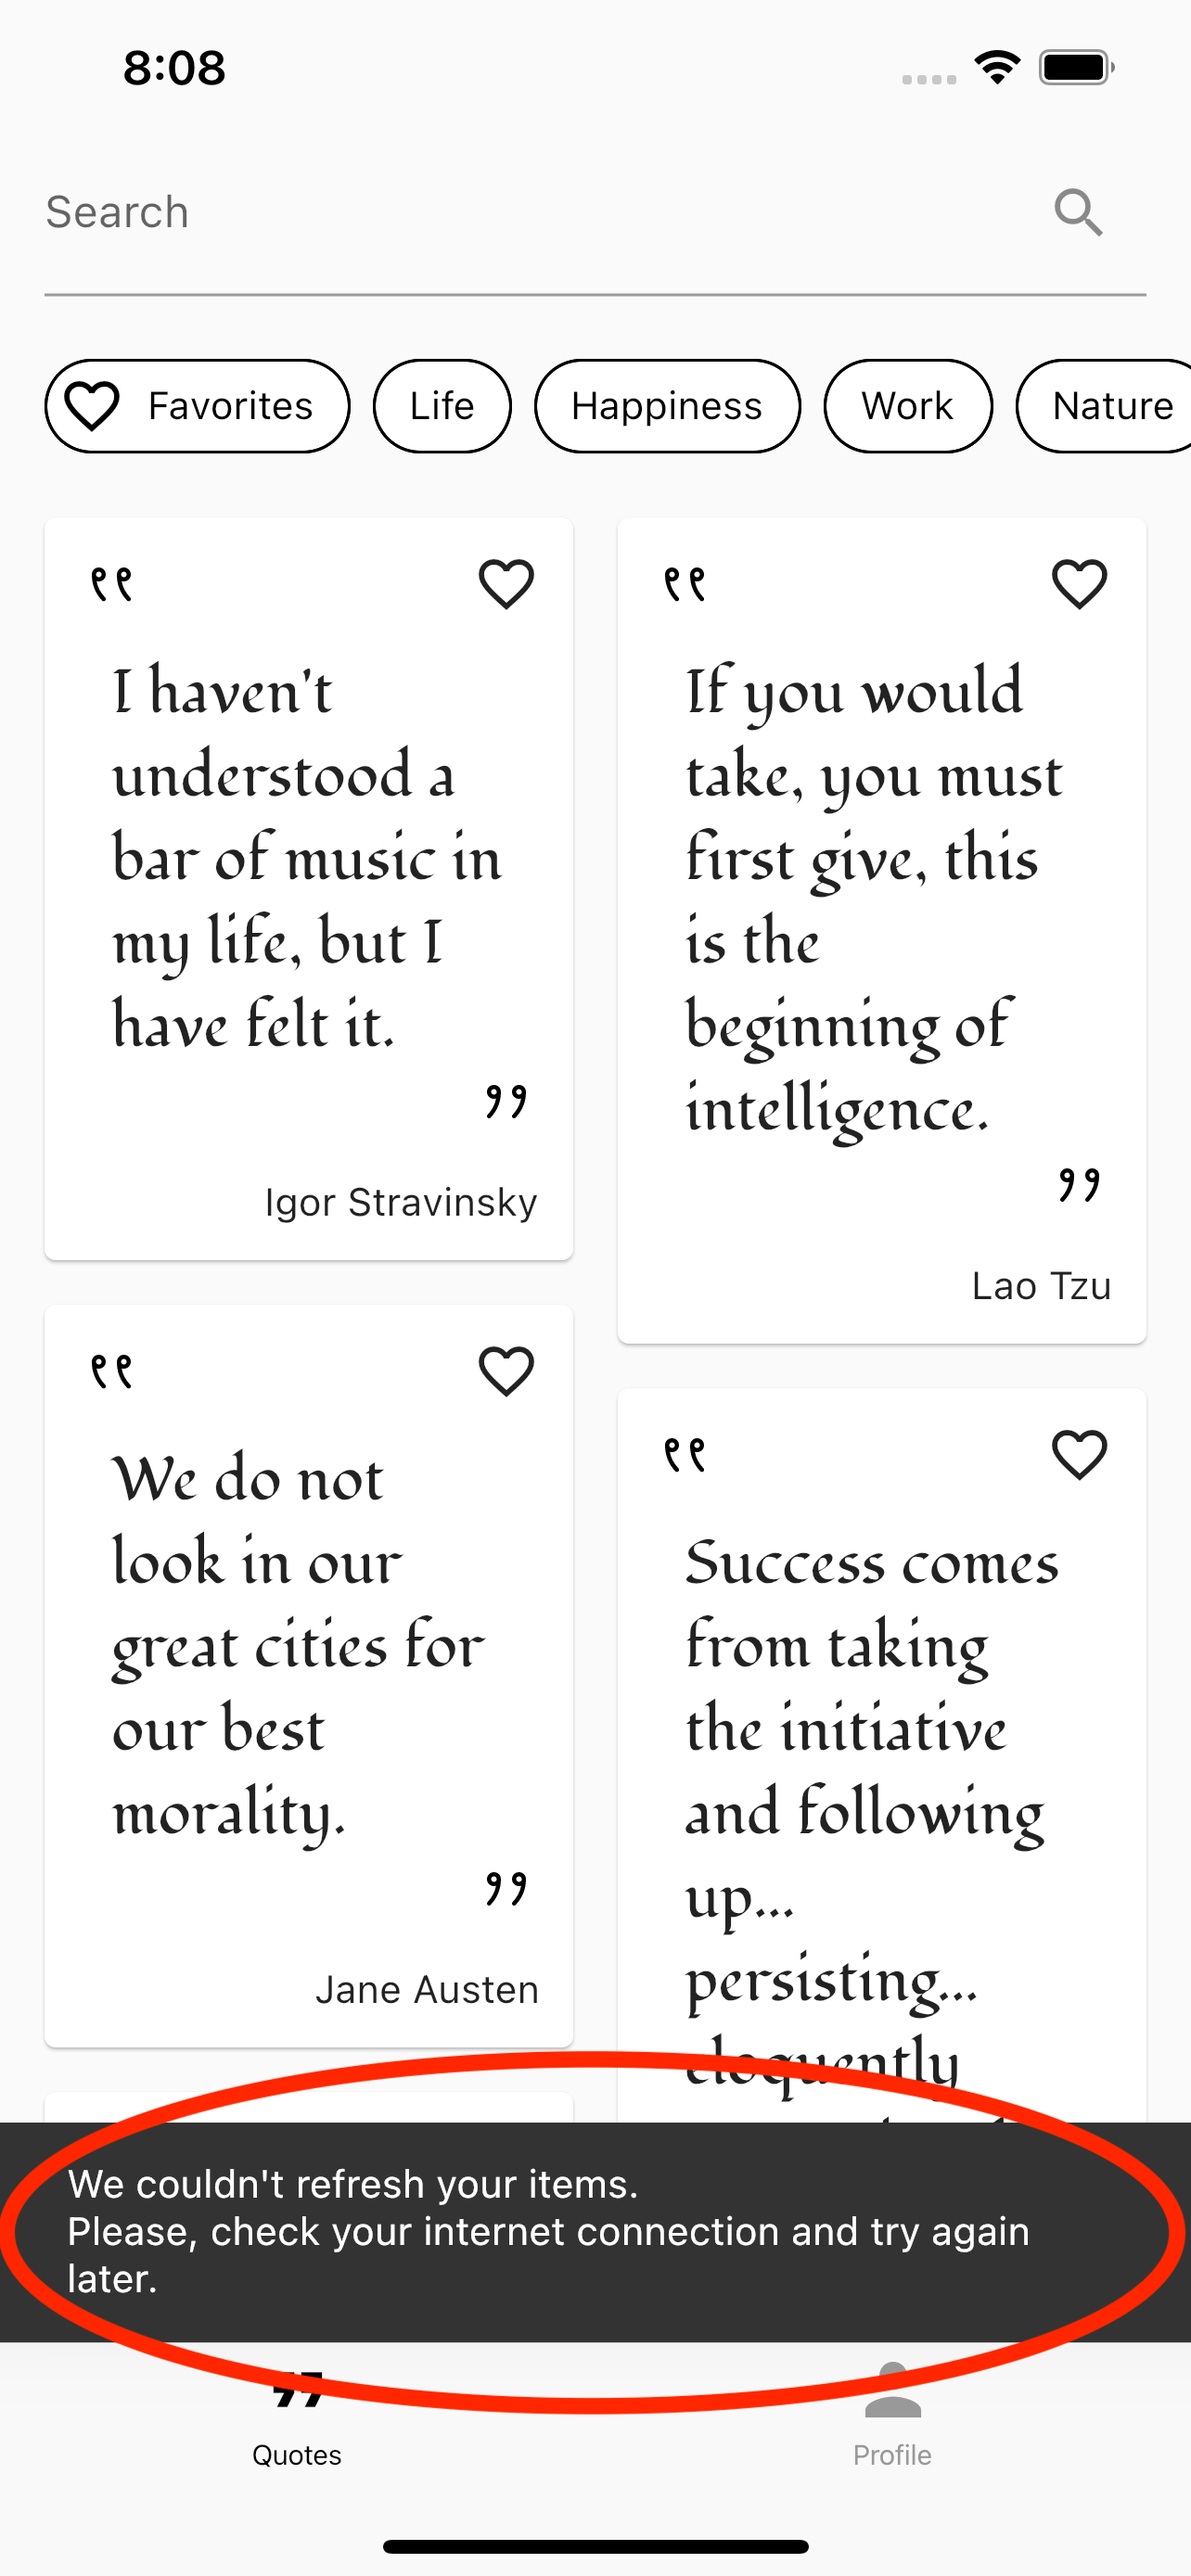 8:08
Search
Favorites
Life
Happiness
Work
Nature
I haven't
understood a
bar of music in
my life, but I
have felt it.
Igor Stravinsky
If you would
take, you must
first give, this
is the
beginning of
intelligence.
Lao Tzu
We do not
look in our
great cities for
our best
morality.
Jane Austen
Success comes
from taking
the initiative
and following
up...
persisting...
eloquently
We couldn't refresh your items.
Please, check your internet connection and try again
later.
Quotes
Profile